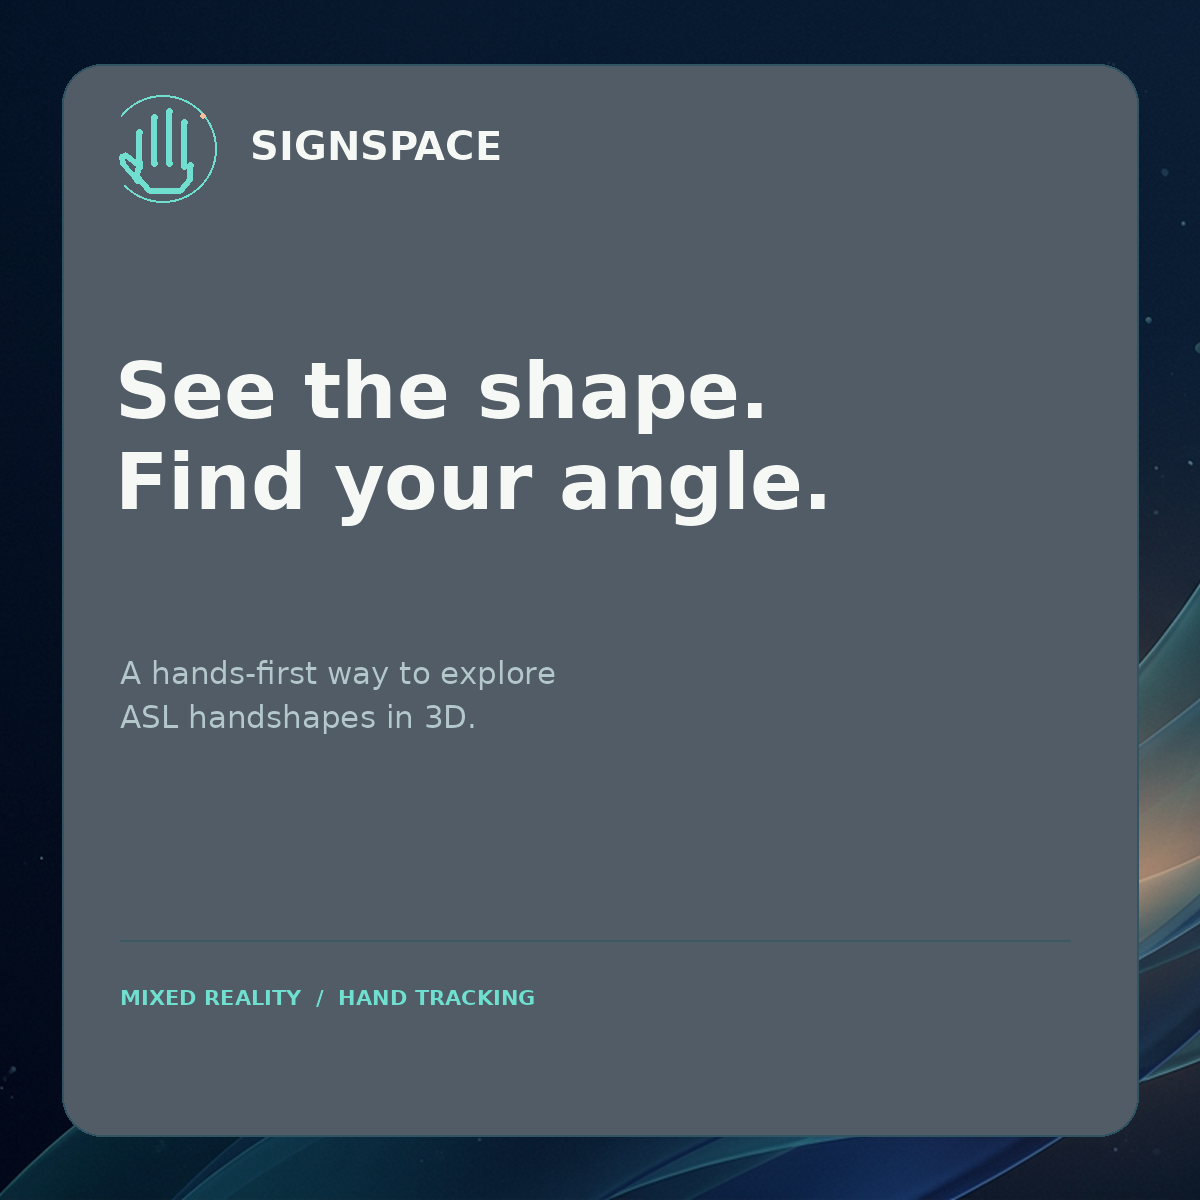 SIGNSPACE
See the shape.
Find your angle.
A hands-first way to explore
ASL handshapes in 3D.
MIXED REALITY / HAND TRACKING